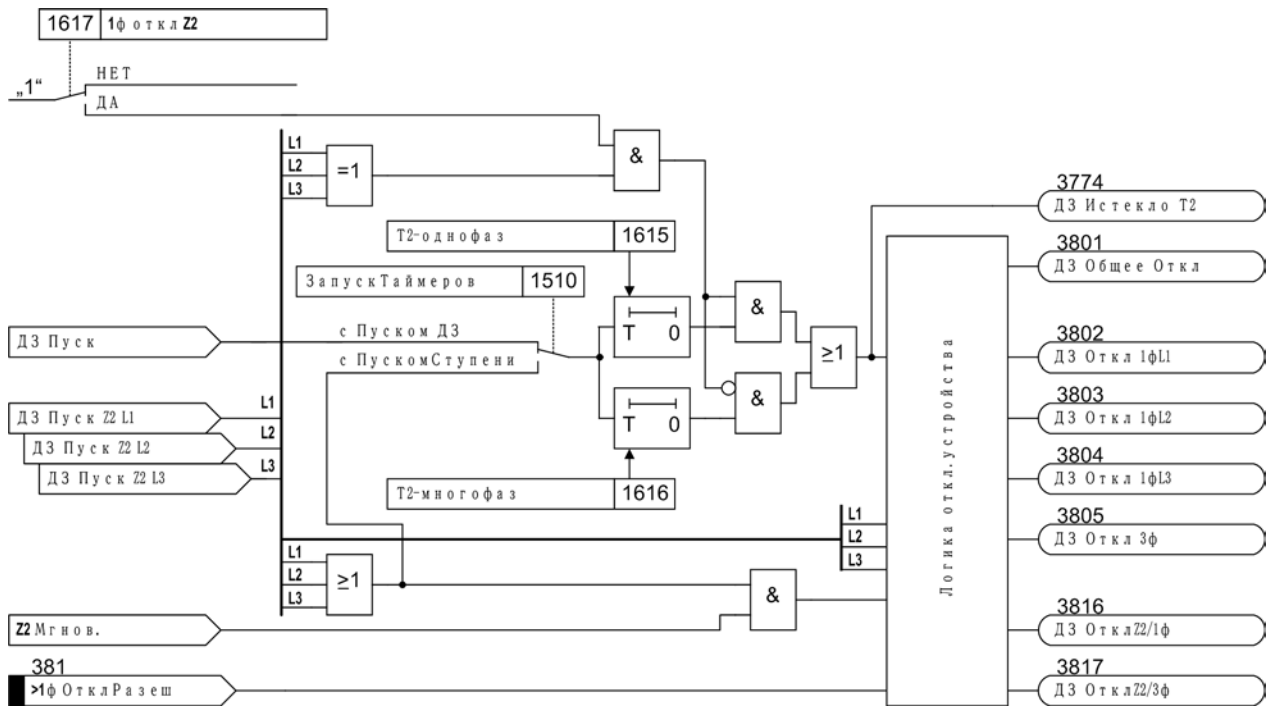 1617 1ф откл Z2
„1“
НЕТ
ДА
L1
L2
L3
=1
&
Т2-однофаз 1615
ЗапускТаймеров 1510
с Пуском ДЗ
с ПускомСтупени
T 0
T 0
Т2-многофаз 1616
&
&
≥1
ДЗ Пуск
ДЗ Пуск Z2 L1
ДЗ Пуск Z2 L2
ДЗ Пуск Z2 L3
L1
L2
L3
L1
L2
L3
≥1
&
Z2 Мгнов.
381
>1ф ОтклРазеш
L1
L2
L3
Логика откл.устройства
3774
ДЗ Истекло Т2
3801
ДЗ Общее Откл
3802
ДЗ Откл 1фL1
3803
ДЗ Откл 1фL2
3804
ДЗ Откл 1фL3
3805
ДЗ Откл 3ф
3816
ДЗ ОтклZ2/1ф
3817
ДЗ ОтклZ2/3ф